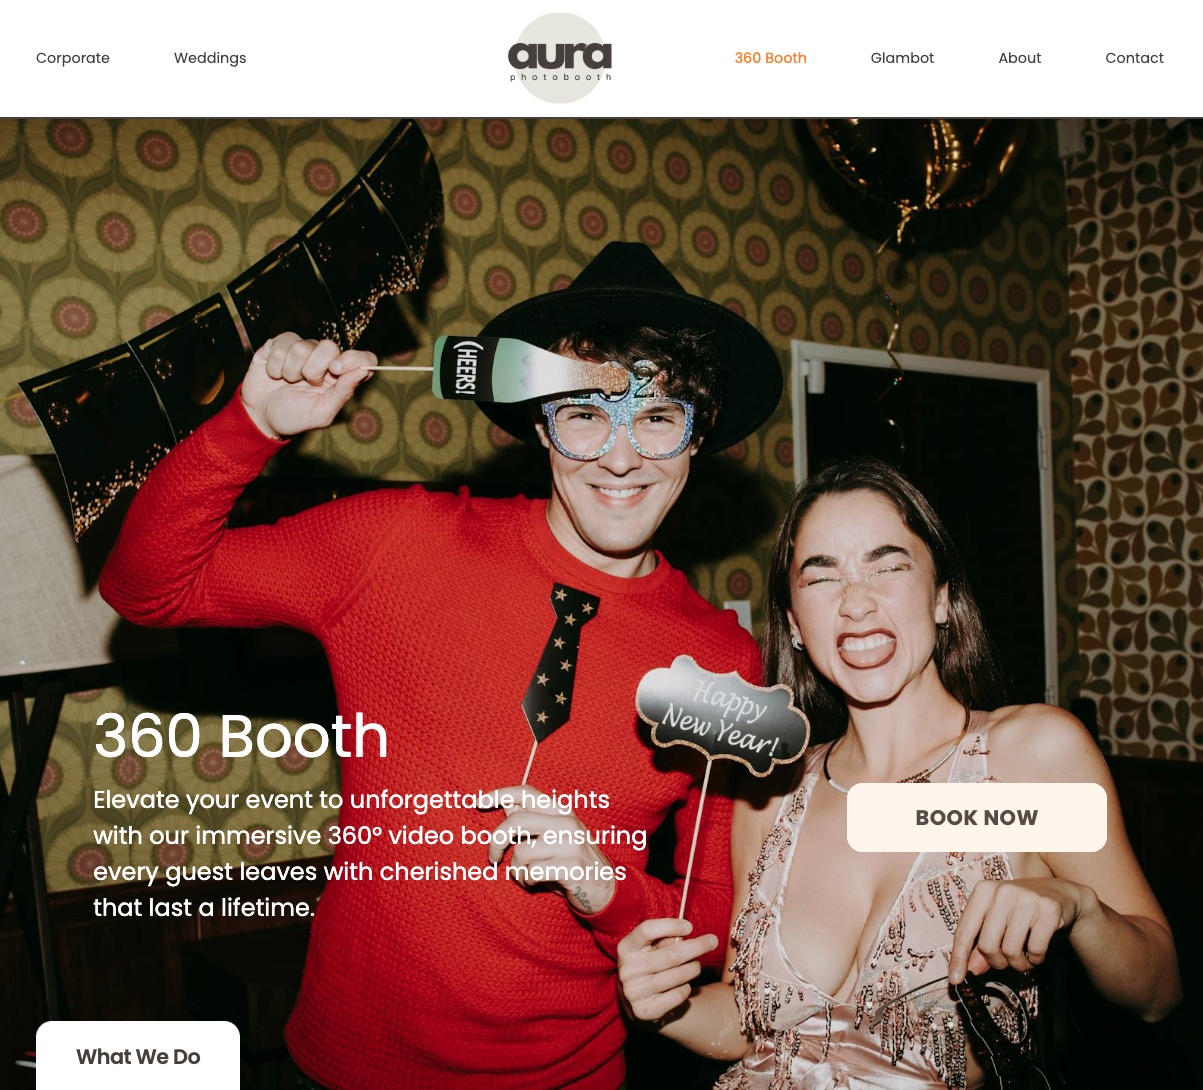 Corporate
Weddings
aura
photobooth
360 Booth
Glambot
About
Contact
CHEERS!
2
Happy
New Year!
360 Booth
Elevate your event to unforgettable heights
with our immersive 360° video booth, ensuring
every guest leaves with cherished memories
that last a lifetime.
BOOK NOW
What We Do